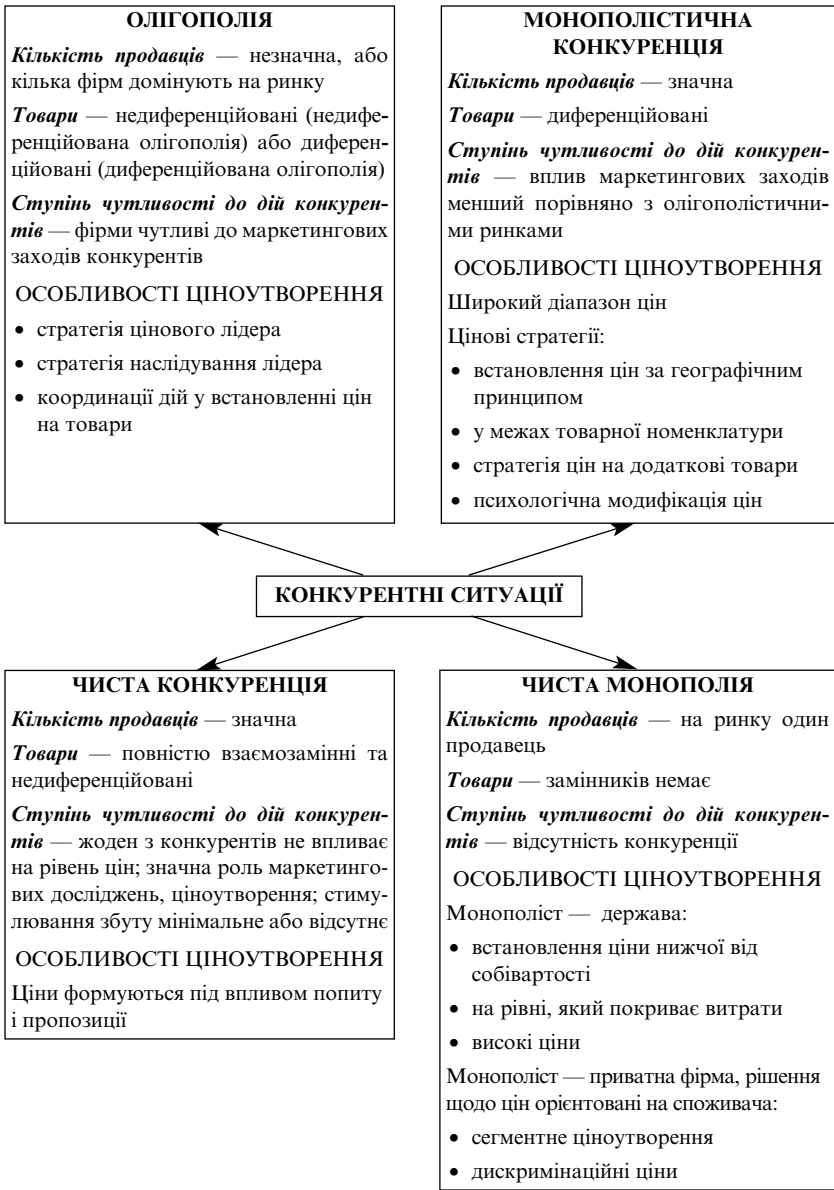 ОЛІГОПОЛІЯ
Кількість продавців — незначна, або
кілька фірм домінують на ринку
Товари — недиференційовані (недифе-
ренційована олігополія) або диферен-
ційовані (диференційована олігополія)
Ступінь чутливості до дій конкурен-
тів — фірми чутливі до маркетингових
заходів конкурентів
ОСОБЛИВОСТІ ЦІНОУТВОРЕННЯ
• стратегія цінового лідера
• стратегія наслідування лідера
• координації дій у встановленні цін
на товари
МОНОПОЛІСТИЧНА
КОНКУРЕНЦІЯ
Кількість продавців — значна
Товари — диференційовані
Ступінь чутливості до дій конкурен-
тів — вплив маркетингових заходів
менший порівняно з олігополістични-
ми ринками
ОСОБЛИВОСТІ ЦІНОУТВОРЕННЯ
Широкий діапазон цін
Цінові стратегії:
• встановлення цін за географічним
принципом
• у межах товарної номенклатури
• стратегія цін на додаткові товари
• психологічна модифікація цін
КОНКУРЕНТНІ СИТУАЦІЇ
ЧИСТА КОНКУРЕНЦІЯ
Кількість продавців — значна
Товари — повністю взаємозамінні та
недиференційовані
Ступінь чутливості до дій конкурен-
тів — жоден з конкурентів не впливає
на рівень цін; значна роль маркетинго-
вих досліджень, ціноутворення; стиму-
лювання збуту мінімальне або відсутнє
ОСОБЛИВОСТІ ЦІНОУТВОРЕННЯ
Ціни формуються під впливом попиту
і пропозиції
ЧИСТА МОНОПОЛІЯ
Кількість продавців — на ринку один
продавець
Товари — замінників немає
Ступінь чутливості до дій конкурен-
тів — відсутність конкуренції
ОСОБЛИВОСТІ ЦІНОУТВОРЕННЯ
Монополіст — держава:
• встановлення ціни нижчої від
собівартості
• на рівні, який покриває витрати
• високі ціни
Монополіст — приватна фірма, рішення
щодо цін орієнтовані на споживача:
• сегментне ціноутворення
• дискримінаційні ціни